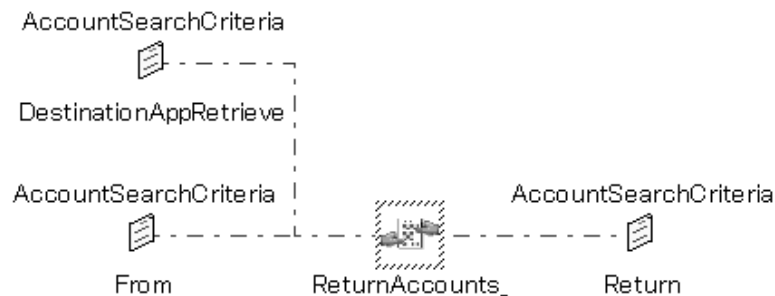 AccountSearchCriteria
DestinationAppRetrieve
AccountSearchCriteria
AccountSearchCriteria
From
ReturnAccounts_
Return